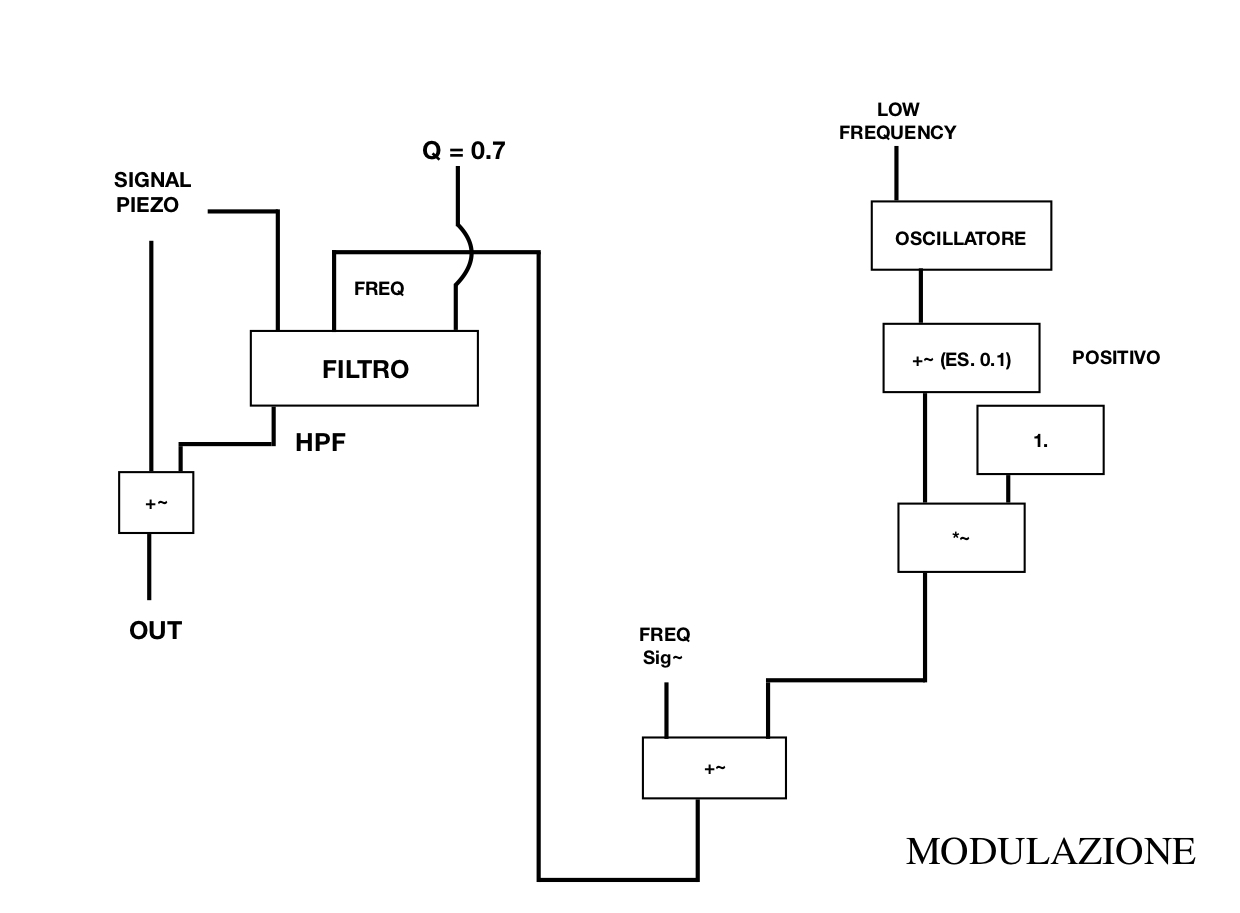 LOW
FREQUENCY
Q = 0.7
SIGNAL
PIEZO
OSCILLATORE
FREQ
+~ (ES. 0.1)
POSITIVO
FILTRO
HPF
1.
+~
*~
OUT
FREQ
Sig~
+~
MODULAZIONE